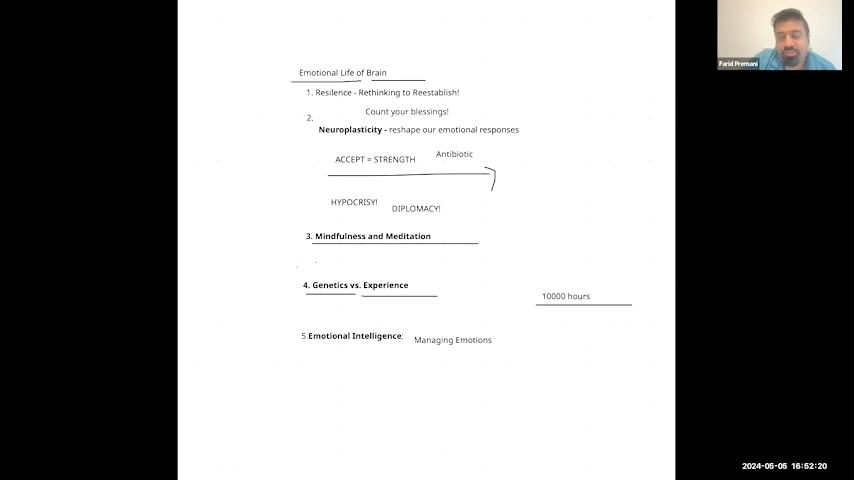 Emotional Life of Brain
1. Resilence - Rethinking to Reestablish!
Count your blessings!
2.
Neuroplasticity - reshape our emotional responses
ACCEPT = STRENGTH
Antibiotic
HYPOCRISY!
DIPLOMACY!
3. Mindfulness and Meditation
4. Genetics vs. Experience
10000 hours
5.Emotional Intelligence:
Managing Emotions
Farid Premani
2024-05-05 16:52:20